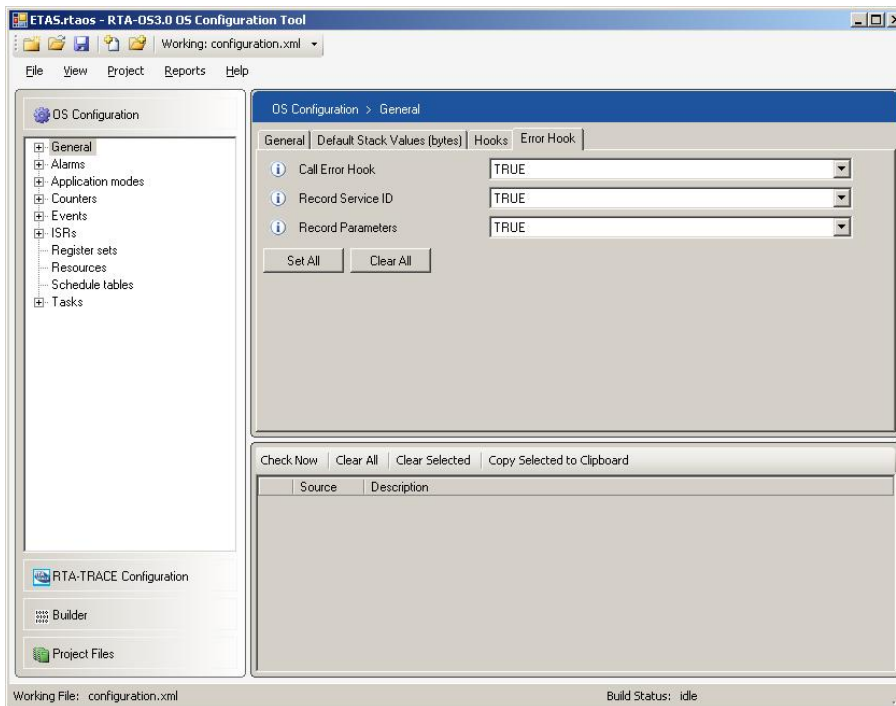 ETAS.rtaos - RTA-OS3.0 OS Configuration Tool
Working: configuration.xml
File View Project Reports Help
OS Configuration
General
Alarms
Application modes
Counters
Events
ISRs
Register sets
Resources
Schedule tables
Tasks
RTA-TRACE Configuration
Builder
Project Files
OS Configuration > General
General Default Stack Values (bytes) Hooks Error Hook
Call Error Hook TRUE
Record Service ID TRUE
Record Parameters TRUE
Set All Clear All
Check Now Clear All Clear Selected Copy Selected to Clipboard
Source Description
Working File: configuration.xml Build Status: idle